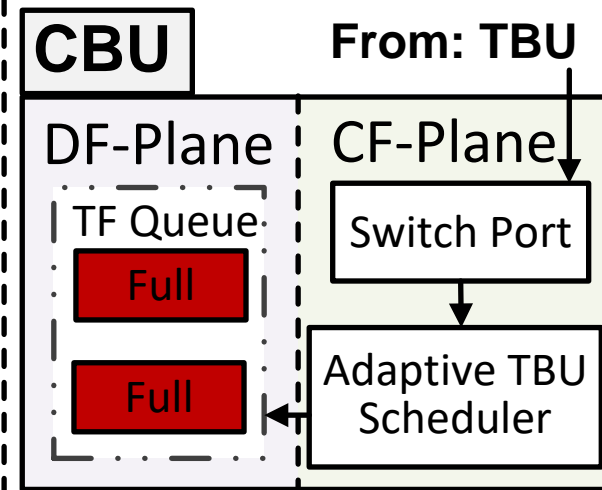 CBU
From: TBU
DF-Plane
CF-Plane
TF Queue
Full
Full
Switch Port
Adaptive TBU
Scheduler